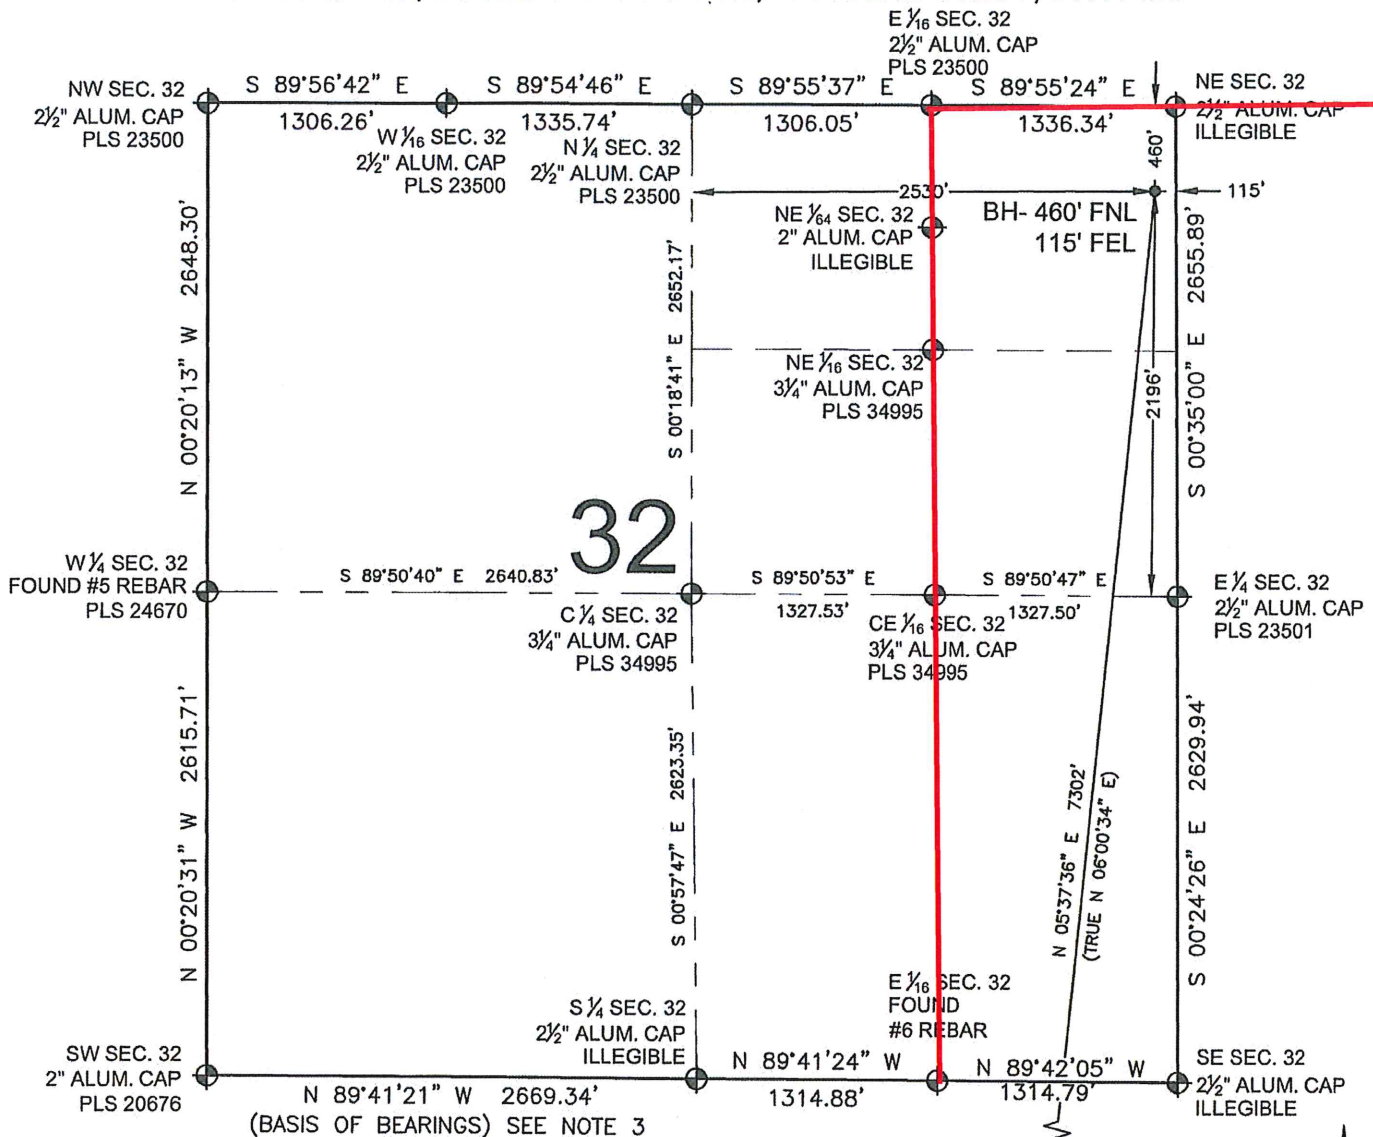 E 1⁄16 SEC. 32
2½" ALUM. CAP
PLS 23500
NW SEC. 32
2½" ALUM. CAP
PLS 23500
S 89°56'42" E
1306.26'
S 89°54'46" E
1335.74'
S 89°55'37" E
1306.05'
S 89°55'24" E
1336.34'
NE SEC. 32
2½" ALUM. CAP
ILLEGIBLE
W 1⁄16 SEC. 32
2½" ALUM. CAP
PLS 23500
N ¼ SEC. 32
2½" ALUM. CAP
PLS 23500
460'
2530'
115'
NE 1⁄64 SEC. 32
2" ALUM. CAP
ILLEGIBLE
BH- 460' FNL
115' FEL
N 00°20'13" W 2648.30'
S 00°18'41" E 2652.17'
S 00°35'00" E 2655.89'
NE 1⁄16 SEC. 32
3¼" ALUM. CAP
PLS 34995
2196'
32
W ¼ SEC. 32
FOUND #5 REBAR
PLS 24670
S 89°50'40" E 2640.83'
S 89°50'53" E
1327.53'
S 89°50'47" E
1327.50'
E ¼ SEC. 32
2½" ALUM. CAP
PLS 23501
C ¼ SEC. 32
3¼" ALUM. CAP
PLS 34995
CE 1⁄16 SEC. 32
3¼" ALUM. CAP
PLS 34995
N 00°20'31" W 2615.71'
S 00°57'47" E 2623.35'
N 05°37'36" E 7302'
(TRUE N 06°00'34" E)
S 00°24'26" E 2629.94'
E 1⁄16 SEC. 32
FOUND
#6 REBAR
S ¼ SEC. 32
2½" ALUM. CAP
ILLEGIBLE
SW SEC. 32
2" ALUM. CAP
PLS 20676
N 89°41'21" W 2669.34'
(BASIS OF BEARINGS) SEE NOTE 3
N 89°41'24" W
1314.88'
N 89°42'05" W
1314.79'
SE SEC. 32
2½" ALUM. CAP
ILLEGIBLE